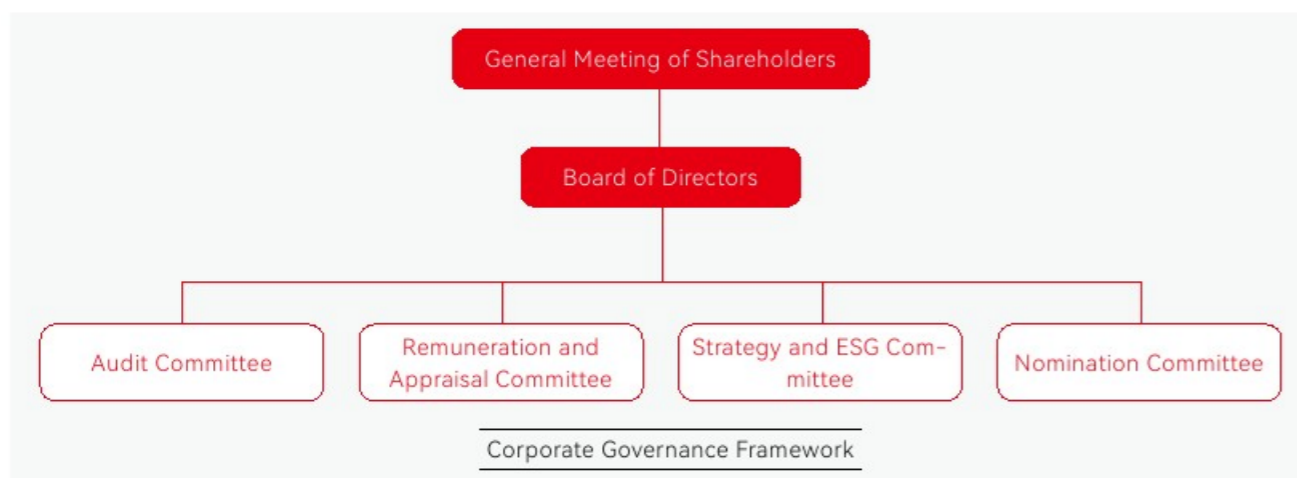 General Meeting of Shareholders
Board of Directors
Audit Committee
Remuneration and
Appraisal Committee
Strategy and ESG Com-
mittee
Nomination Committee
Corporate Governance Framework